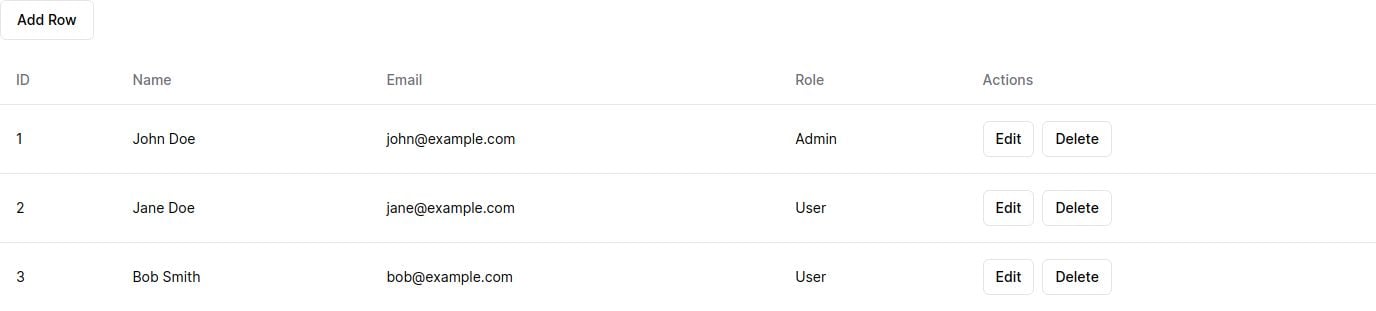 Add Row
ID Name Email Role Actions
1 John Doe john@example.com Admin Edit Delete
2 Jane Doe jane@example.com User Edit Delete
3 Bob Smith bob@example.com User Edit Delete